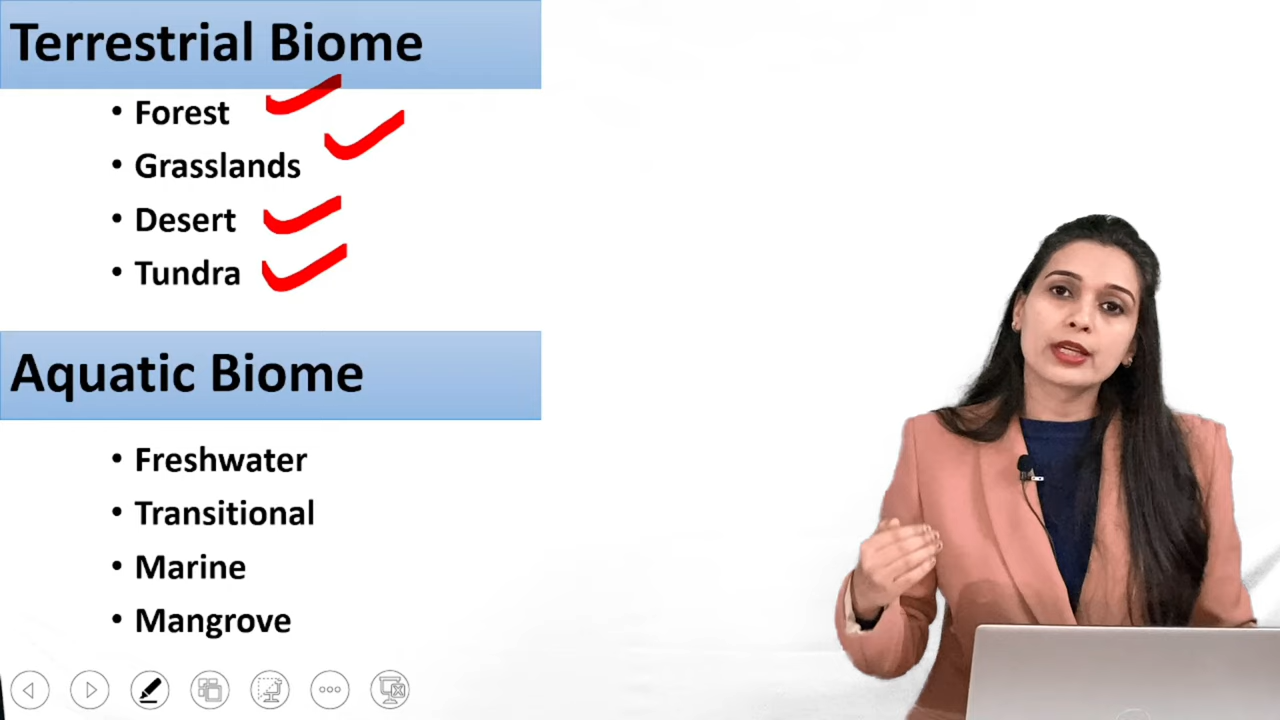 Terrestrial Biome
• Forest
• Grasslands
• Desert
• Tundra
Aquatic Biome
• Freshwater
• Transitional
• Marine
• Mangrove